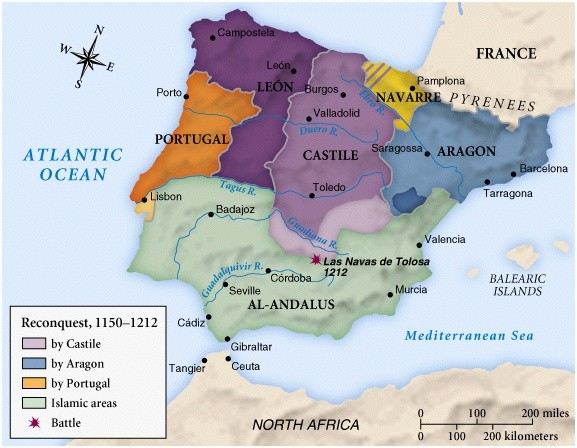 N
W
E
S
Campostela
FRANCE
León
LEÓN
Burgos
Pamplona
Ebro R.
NAVARRE
PYRENEES
Porto
Valladolid
Duero R.
PORTUGAL
CASTILE
Saragossa
ARAGON
ATLANTIC
OCEAN
Barcelona
Tarragona
Tagus R.
Toledo
Lisbon
Badajoz
Guadiana R.
Valencia
Las Navas de Tolosa
1212
Guadalquivir R.
Córdoba
BALEARIC
ISLANDS
Seville
AL-ANDALUS
Murcia
Cádiz
Gibraltar
Mediterranean Sea
Tangier
Ceuta
NORTH AFRICA
Reconquest, 1150–1212
by Castile
by Aragon
by Portugal
Islamic areas
Battle
0 100 200 miles
0 100 200 kilometers